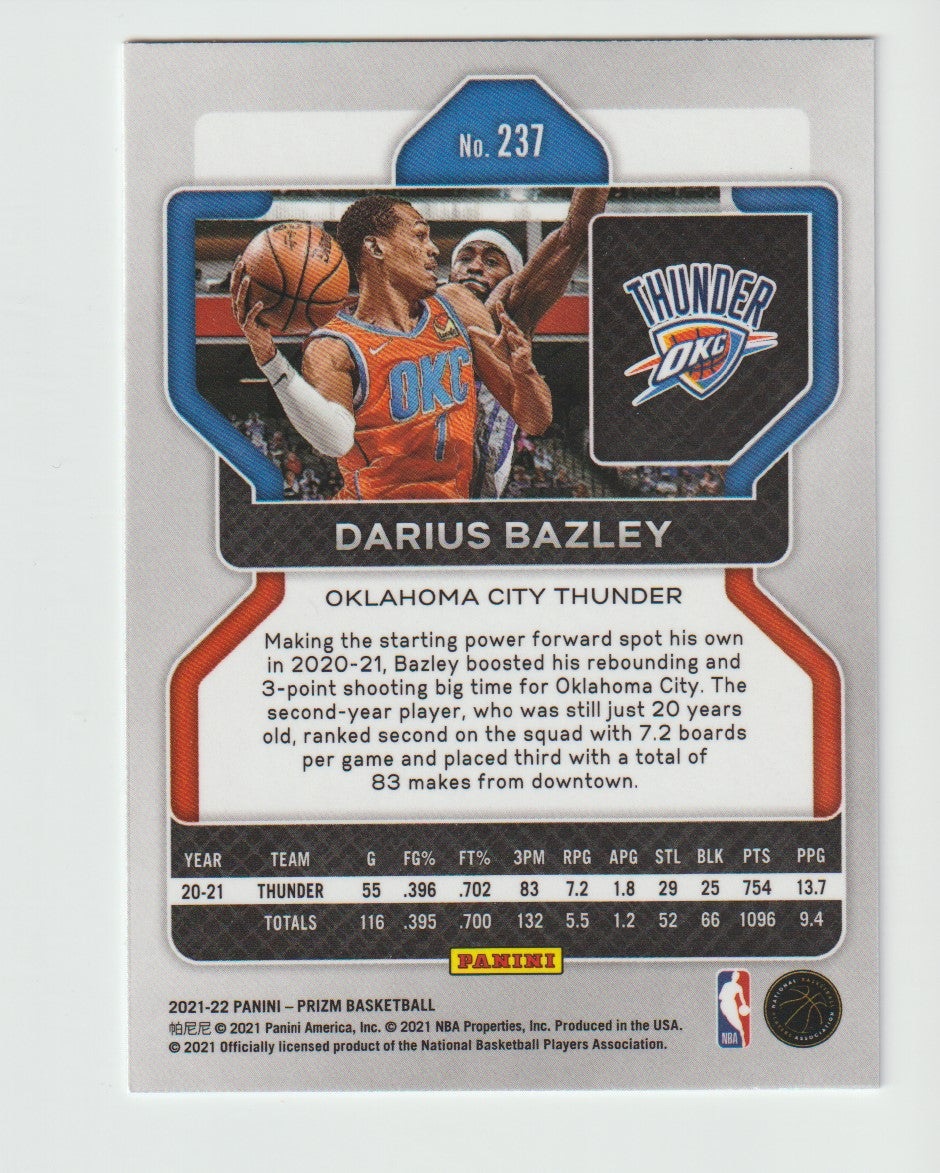 No. 237
THUNDER
OKC
OKC
1
DARIUS BAZLEY
OKLAHOMA CITY THUNDER
Making the starting power forward spot his own
in 2020-21, Bazley boosted his rebounding and
3-point shooting big time for Oklahoma City. The
second-year player, who was still just 20 years
old, ranked second on the squad with 7.2 boards
per game and placed third with a total of
83 makes from downtown.
YEAR TEAM G FG% FT% 3PM RPG APG STL BLK PTS PPG
20-21 THUNDER 55 .396 .702 83 7.2 1.8 29 25 754 13.7
TOTALS 116 .395 .700 132 5.5 1.2 52 66 1096 9.4
PANINI
2021-22 PANINI – PRIZM BASKETBALL
帕尼尼 © 2021 Panini America, Inc. © 2021 NBA Properties, Inc. Produced in the USA.
© 2021 Officially licensed product of the National Basketball Players Association.
NBA
NATIONAL BASKETBALL PLAYERS ASSOCIATION